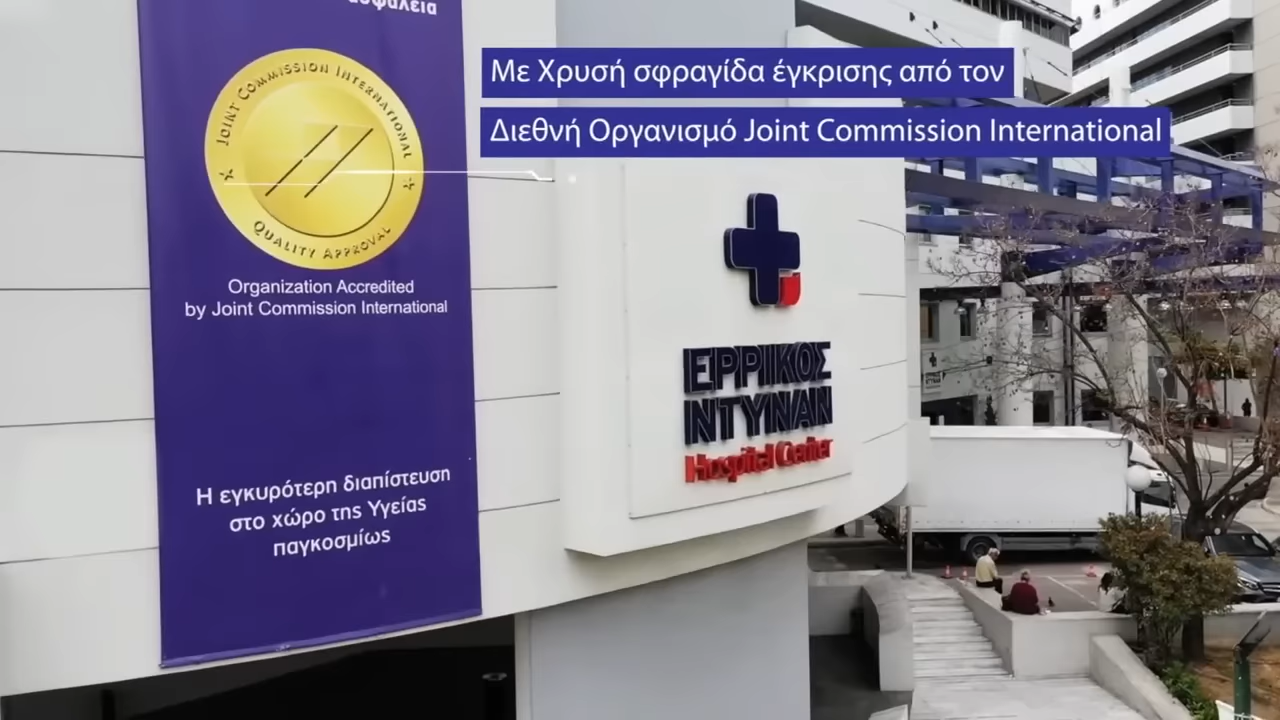 ασφάλεια
JOINT COMMISSION INTERNATIONAL
QUALITY APPROVAL
Organization Accredited
by Joint Commission International
Η εγκυρότερη διαπίστευση
στο χώρο της Υγείας
παγκοσμίως
Με Χρυσή σφραγίδα έγκρισης από τον
Διεθνή Οργανισμό Joint Commission International
ΕΡΡΙΚΟΣ
ΝΤΥΝΑΝ
Hospital Center